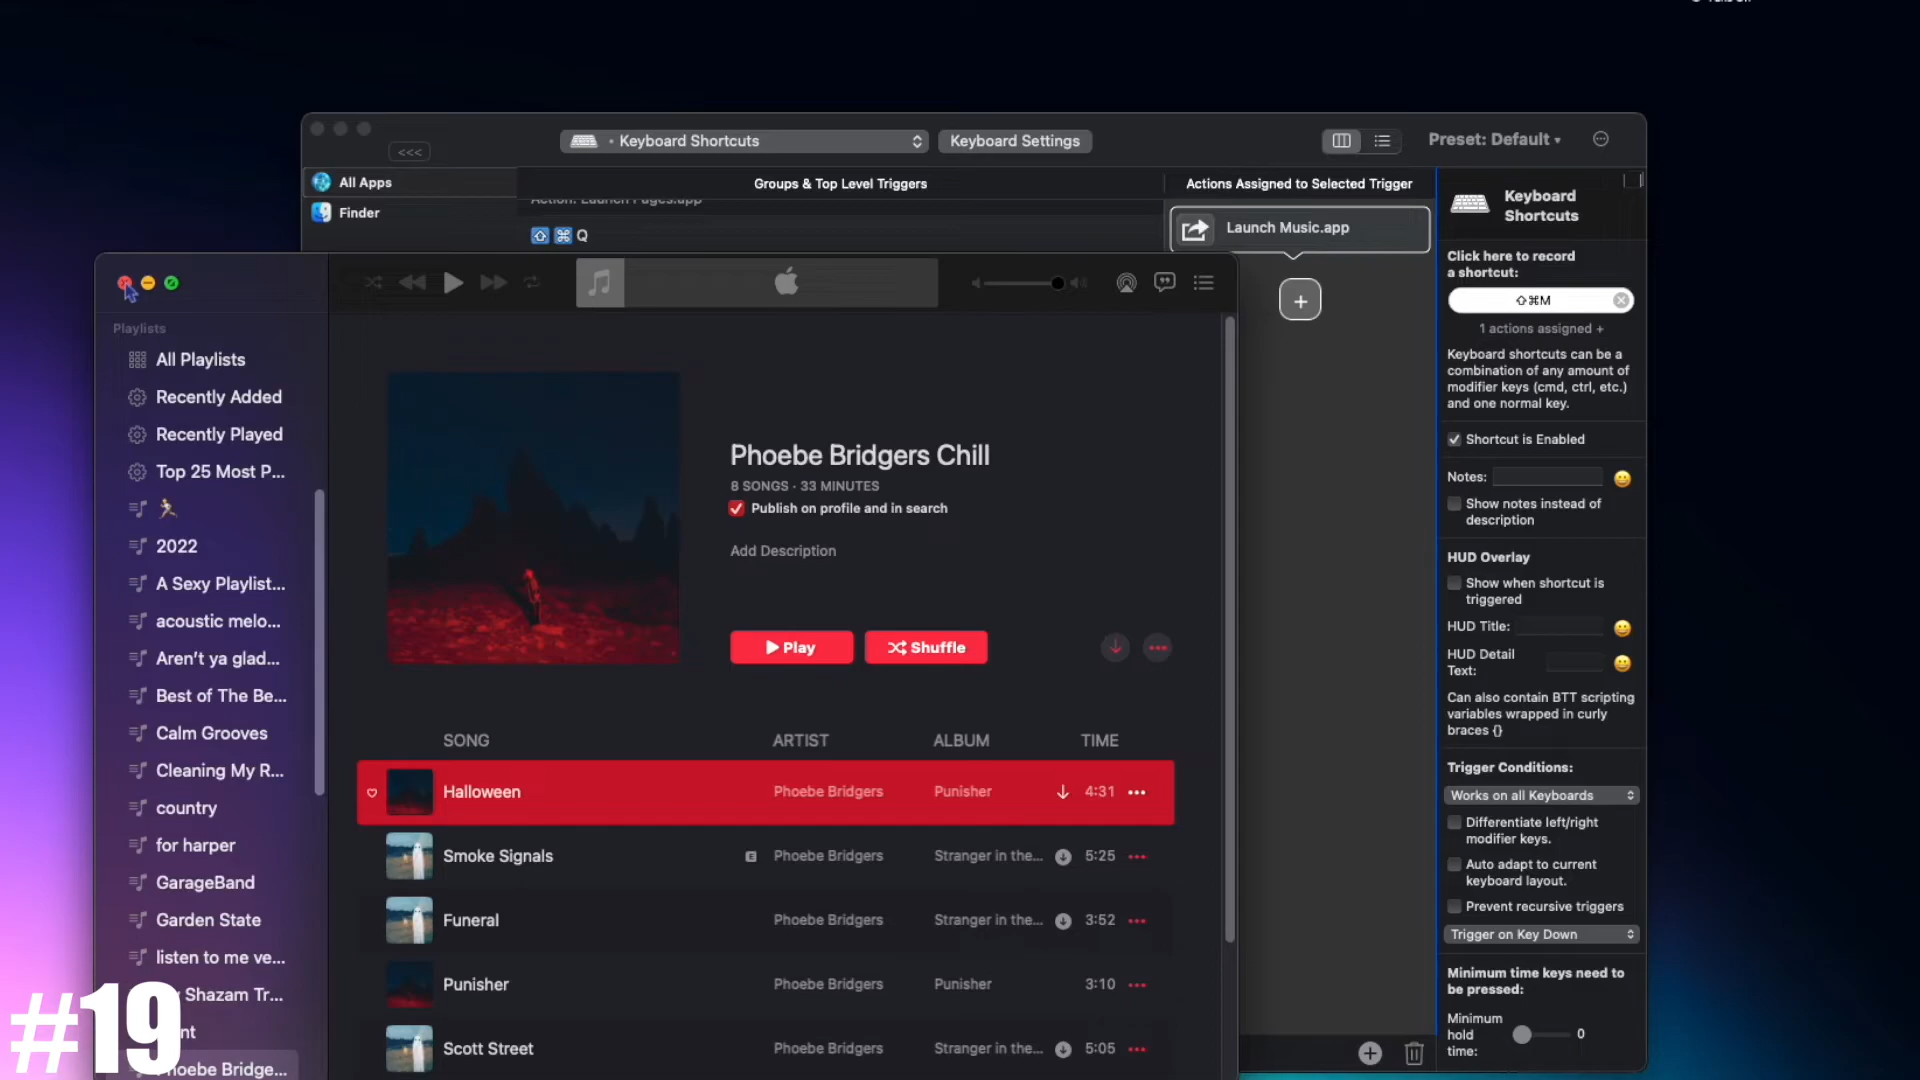 Keyboard Shortcuts
Keyboard Settings
Preset: Default
<<<
All Apps
Groups & Top Level Triggers
Actions Assigned to Selected Trigger
Finder
Action: Launch Pages.app
Q
Launch Music.app
Keyboard
Shortcuts
Click here to record
a shortcut:
⇧⌘M
1 actions assigned +
Keyboard shortcuts can be a
combination of any amount of
modifier keys (cmd, ctrl, etc.)
and one normal key.
Shortcut is Enabled
Notes:
Show notes instead of
description
HUD Overlay
Show when shortcut is
triggered
HUD Title:
HUD Detail
Text:
Can also contain BTT scripting
variables wrapped in curly
braces {}
Trigger Conditions:
Works on all Keyboards
Differentiate left/right
modifier keys.
Auto adapt to current
keyboard layout.
Prevent recursive triggers
Trigger on Key Down
Minimum time keys need to
be pressed:
Minimum
hold
time:
0
Playlists
All Playlists
Recently Added
Recently Played
Top 25 Most P...
2022
A Sexy Playlist...
acoustic melo...
Aren't ya glad...
Best of The Be...
Calm Grooves
Cleaning My R...
country
for harper
GarageBand
Garden State
listen to me ve...
Shazam Tr...
Phoebe Bridgers Chill
8 SONGS · 33 MINUTES
Publish on profile and in search
Add Description
Play
Shuffle
SONG ARTIST ALBUM TIME
Halloween Phoebe Bridgers Punisher 4:31
Smoke Signals E Phoebe Bridgers Stranger in the... 5:25
Funeral Phoebe Bridgers Stranger in the... 3:52
Punisher Phoebe Bridgers Punisher 3:10
Scott Street Phoebe Bridgers Stranger in the... 5:05
#19